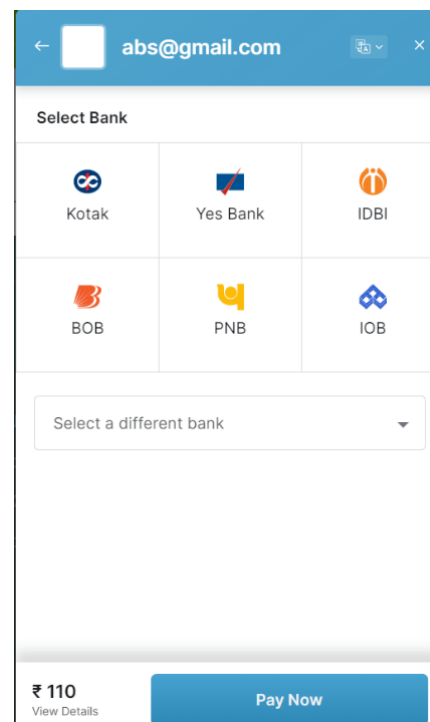 abs@gmail.com
Select Bank
Kotak
Yes Bank
IDBI
BOB
PNB
IOB
Select a different bank
₹ 110
View Details
Pay Now